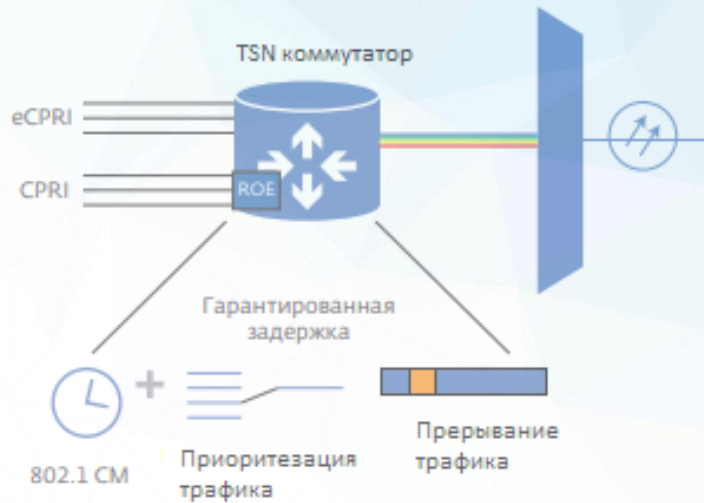 TSN коммутатор
eCPRI
CPRI
ROE
Гарантированная
задержка
802.1 CM
Приоритезация
трафика
Прерывание
трафика